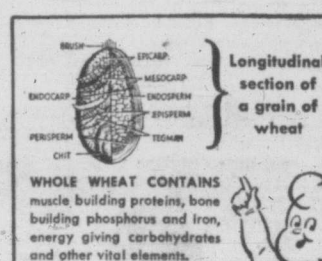 BRUSH
EPICARP
MESOCARP
ENDOCARP
ENDOSPERM
EPISPERM
PERISPERM
TEGMEN
CHIT
Longitudinal
section of
a grain of
wheat
WHOLE WHEAT CONTAINS
muscle building proteins, bone
building phosphorus and iron,
energy giving carbohydrates
and other vital elements.